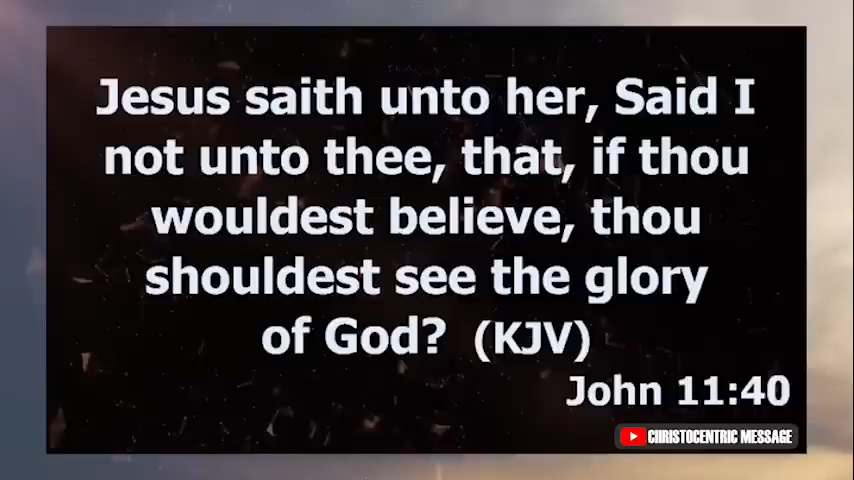 Jesus saith unto her, Said I
not unto thee, that, if thou
wouldest believe, thou
shouldest see the glory
of God? (KJV)
John 11:40
CHRISTOCENTRIC MESSAGE